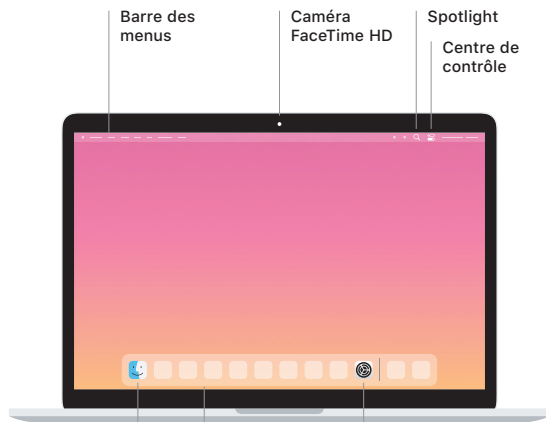 Barre des
menus
Caméra
FaceTime HD
Spotlight
Centre de
contrôle